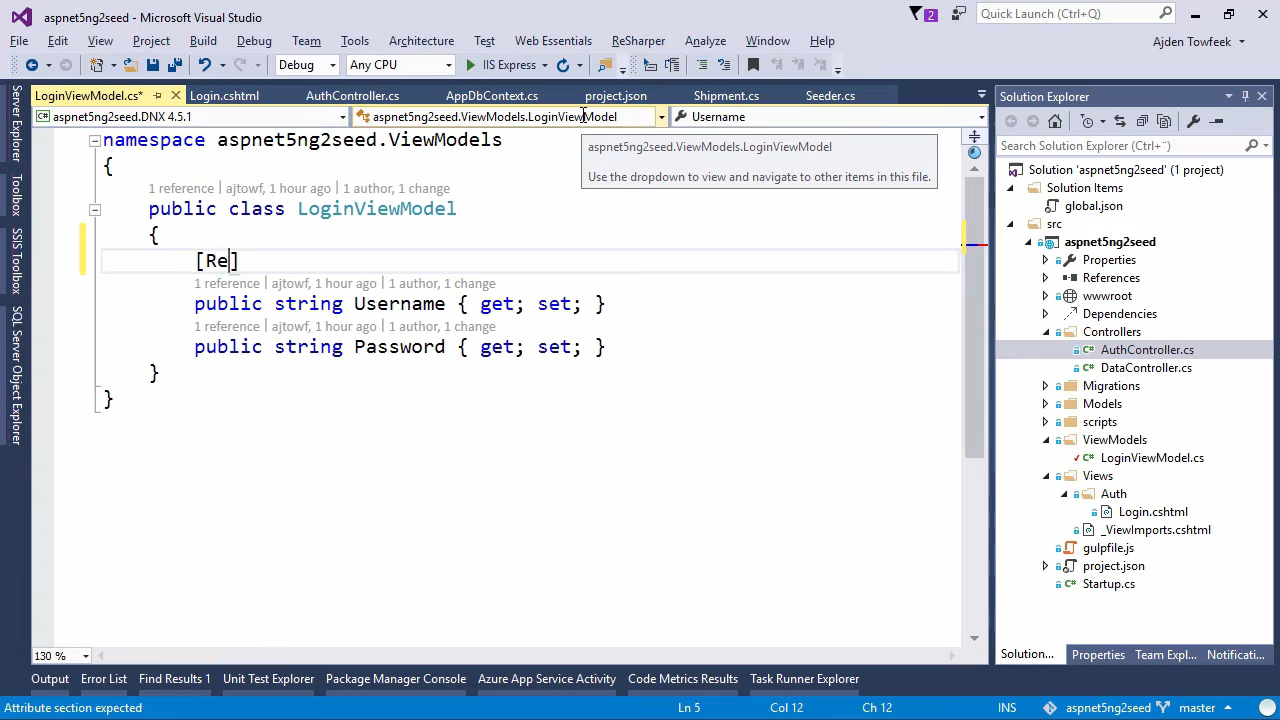 aspnet5ng2seed - Microsoft Visual Studio
2
Quick Launch (Ctrl+Q)
File Edit View Project Build Debug Team Tools Architecture Test Web Essentials ReSharper Analyze Window Help
Ajden Towfeek
Debug Any CPU IIS Express
LoginViewModel.cs* Login.cshtml AuthController.cs AppDbContext.cs project.json Shipment.cs Seeder.cs
aspnet5ng2seed.DNX 4.5.1 aspnet5ng2seed.ViewModels.LoginViewModel Username
aspnet5ng2seed.ViewModels.LoginViewModel
Use the dropdown to view and navigate to other items in this file.
namespace aspnet5ng2seed.ViewModels
{
1 reference | ajtowf, 1 hour ago | 1 author, 1 change
public class LoginViewModel
{
[Re]
1 reference | ajtowf, 1 hour ago | 1 author, 1 change
public string Username { get; set; }
1 reference | ajtowf, 1 hour ago | 1 author, 1 change
public string Password { get; set; }
}
}
130 %
Server Explorer
Toolbox
SSIS Toolbox
SQL Server Object Explorer
Solution Explorer
Search Solution Explorer (Ctrl+¨)
Solution 'aspnet5ng2seed' (1 project)
Solution Items
global.json
src
aspnet5ng2seed
Properties
References
wwwroot
Dependencies
Controllers
AuthController.cs
DataController.cs
Migrations
Models
scripts
ViewModels
LoginViewModel.cs
Views
Auth
Login.cshtml
_ViewImports.cshtml
gulpfile.js
project.json
Startup.cs
Solution... Properties Team Expl... Notificati...
Output Error List Find Results 1 Unit Test Explorer Package Manager Console Azure App Service Activity Code Metrics Results Task Runner Explorer
Attribute section expected Ln 5 Col 12 Ch 12 INS aspnet5ng2seed master